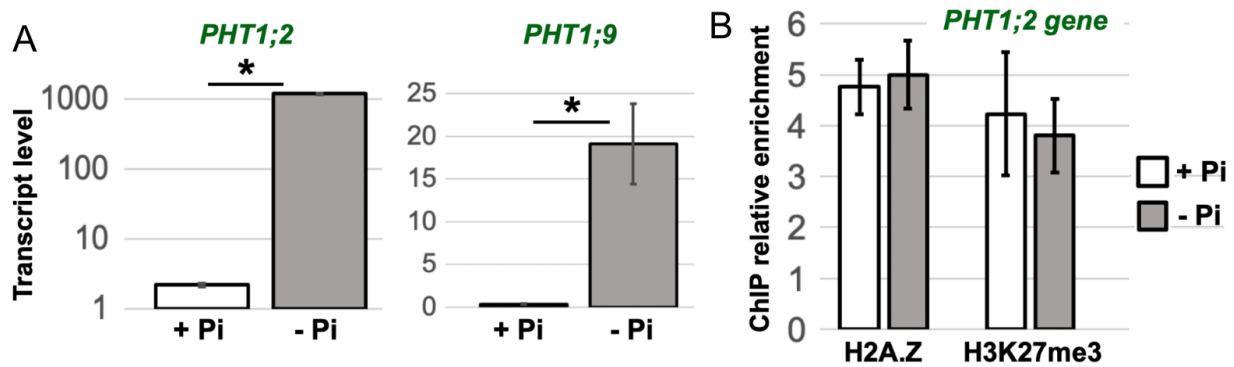 A
PHT1;2
PHT1;9
Transcript level
1000
100
10
1
+ Pi
- Pi
*
25
20
15
10
5
0
+ Pi
- Pi
*
B
PHT1;2 gene
ChIP relative enrichment
6
5
4
3
2
1
0
H2A.Z
H3K27me3
+ Pi
- Pi